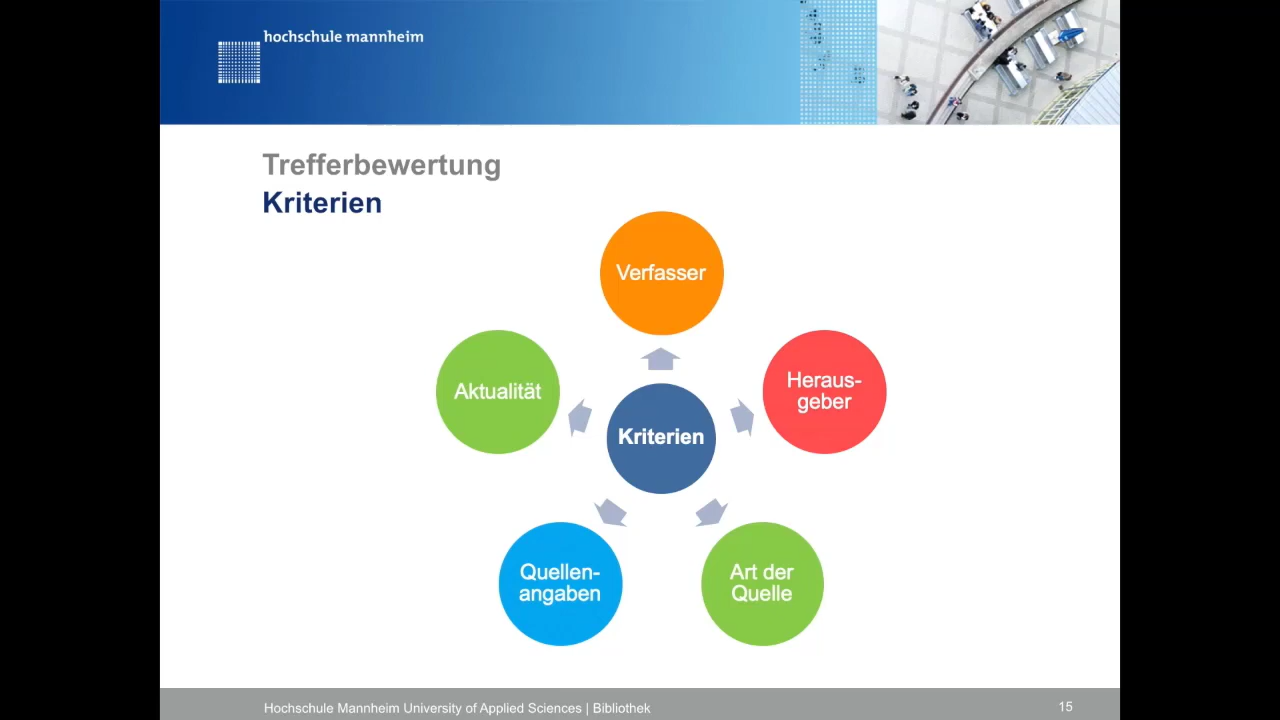 hochschule mannheim
Trefferbewertung
Kriterien
Verfasser
Aktualität
Heraus-
geber
Kriterien
Quellen-
angaben
Art der
Quelle
Hochschule Mannheim University of Applied Sciences | Bibliothek
15